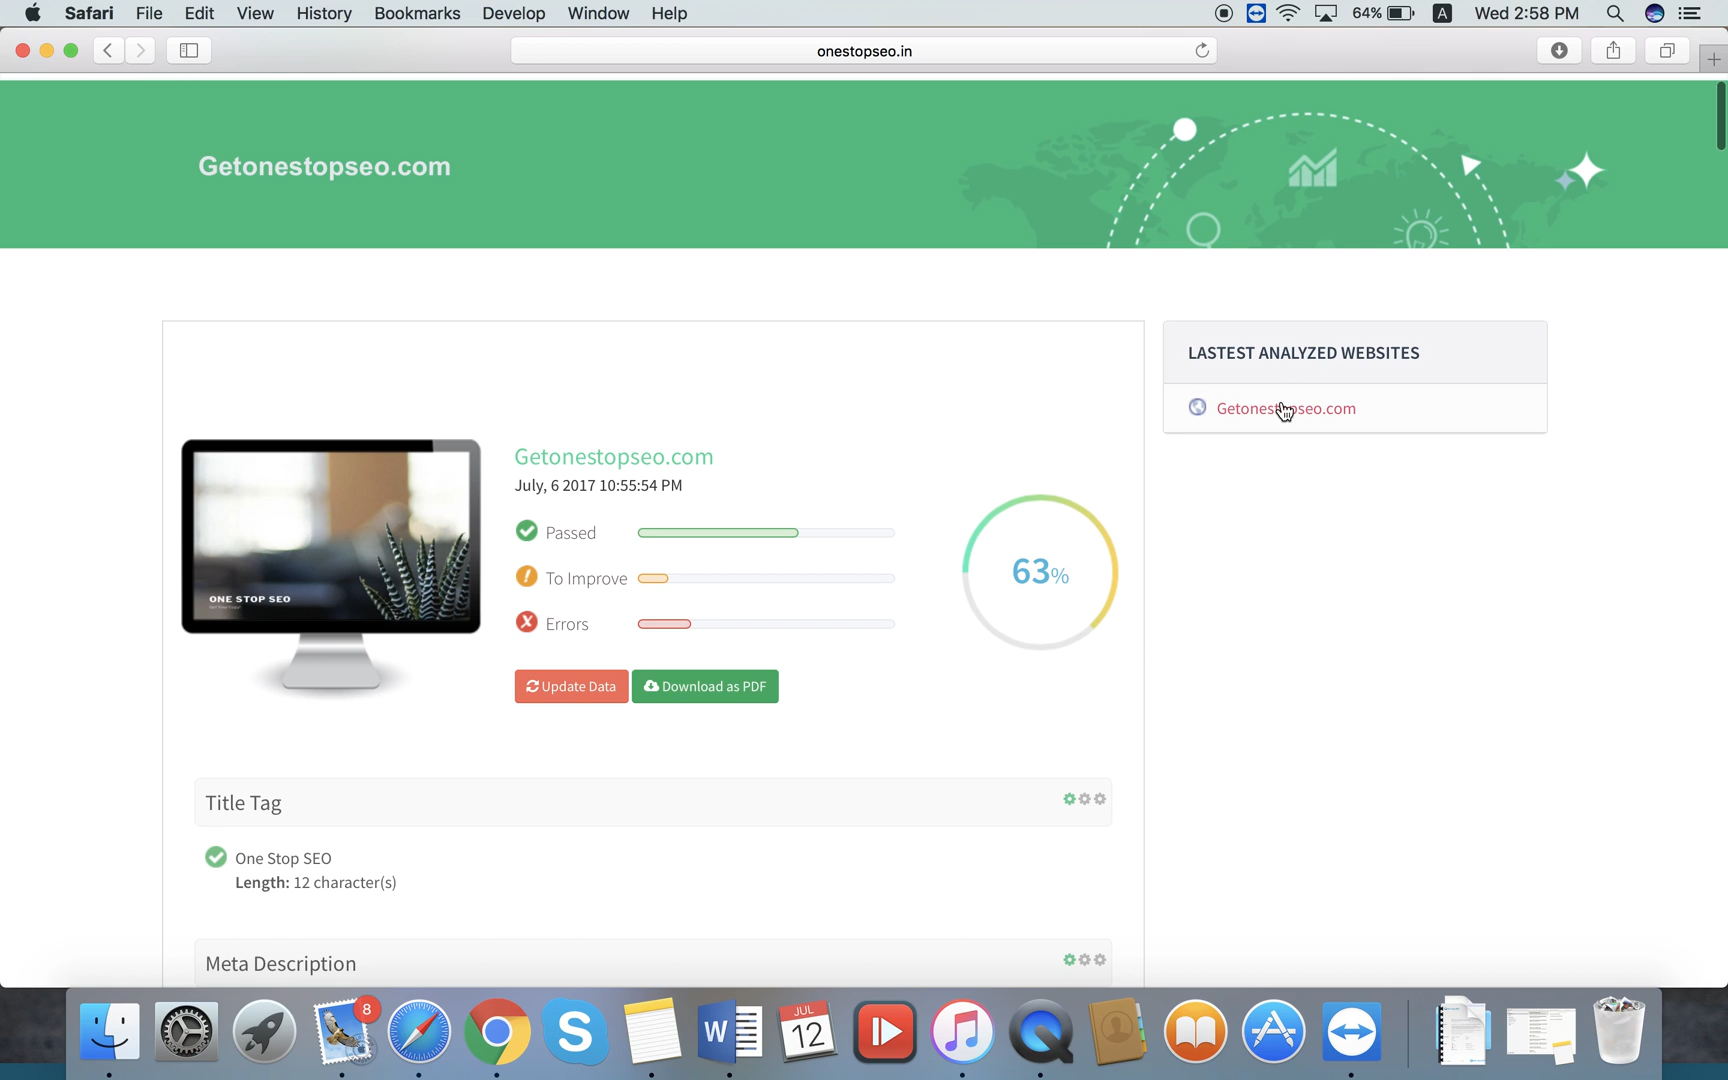 Safari File Edit View History Bookmarks Develop Window Help 64% A Wed 2:58 PM
onestopseo.in
Getonestopseo.com
LASTEST ANALYZED WEBSITES
Getonestopseo.com
Getonestopseo.com
July, 6 2017 10:55:54 PM
Passed
To Improve
Errors
63%
ONE STOP SEO
Update Data Download as PDF
Title Tag
One Stop SEO
Length: 12 character(s)
Meta Description
8
S
W
JUL
12